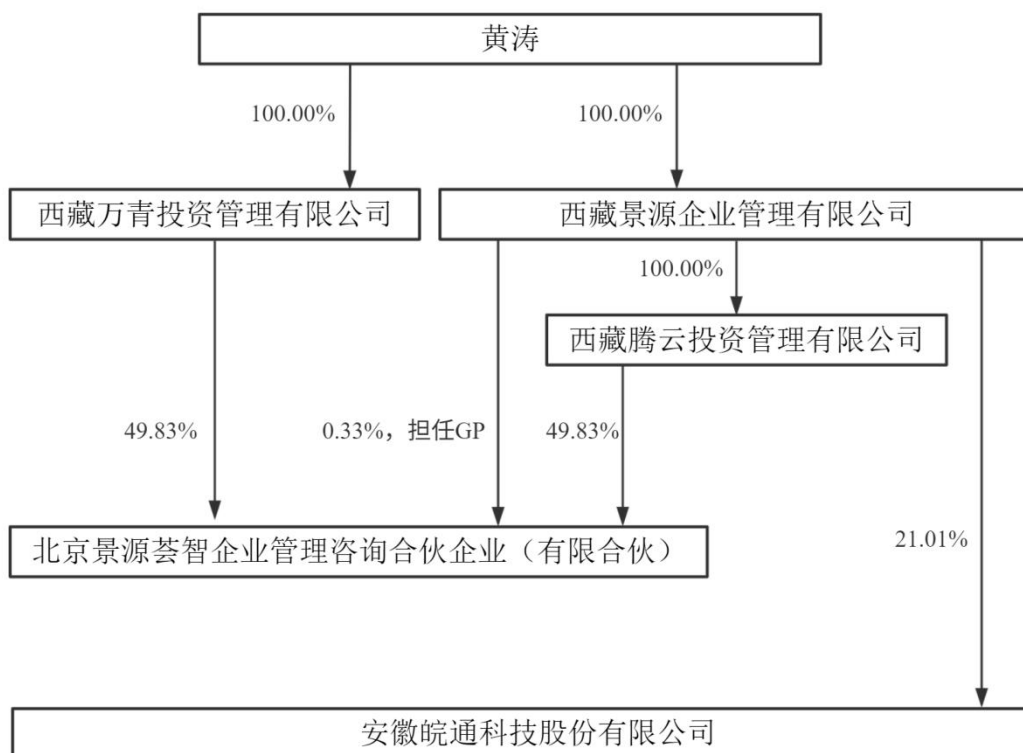 黄涛
100.00%
100.00%
西藏万青投资管理有限公司
西藏景源企业管理有限公司
100.00%
西藏腾云投资管理有限公司
49.83%
0.33%，担任GP
49.83%
北京景源荟智企业管理咨询合伙企业（有限合伙）
21.01%
安徽皖通科技股份有限公司